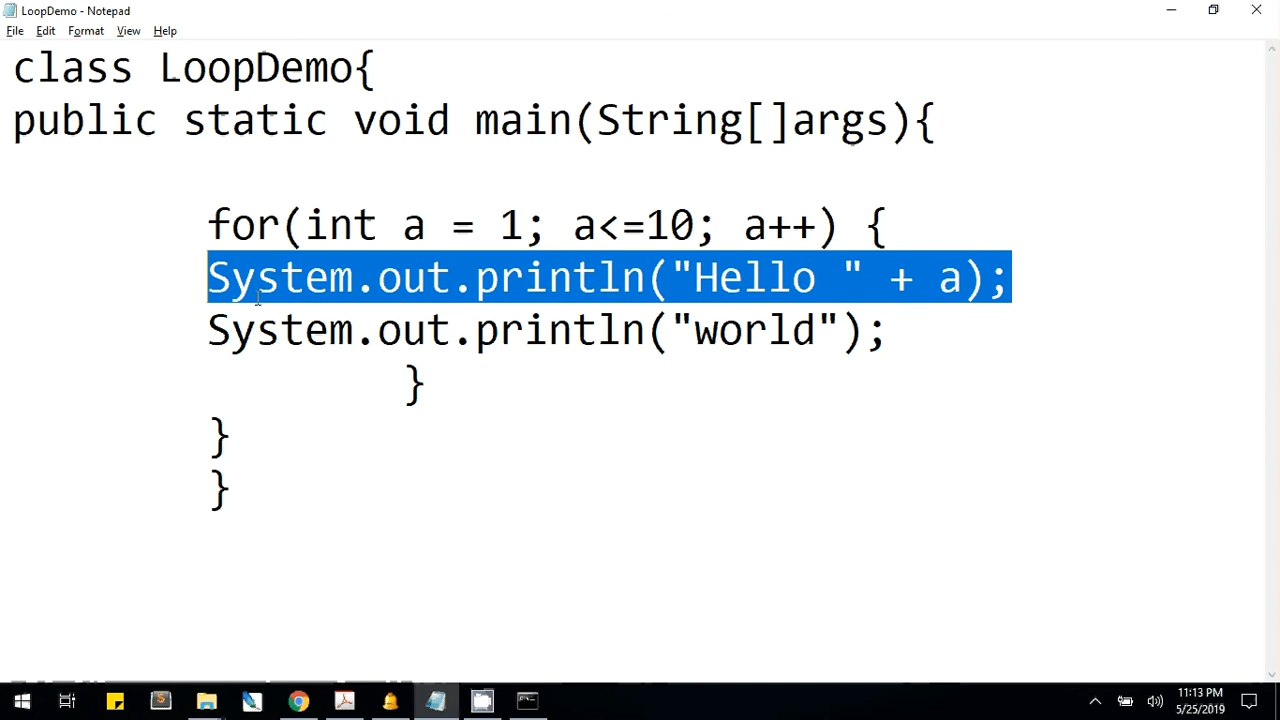 LoopDemo - Notepad
File Edit Format View Help
class LoopDemo{
public static void main(String[]args){
for(int a = 1; a<=10; a++) {
System.out.println("Hello " + a);
System.out.println("world");
}
}
}
11:13 PM
5/25/2019